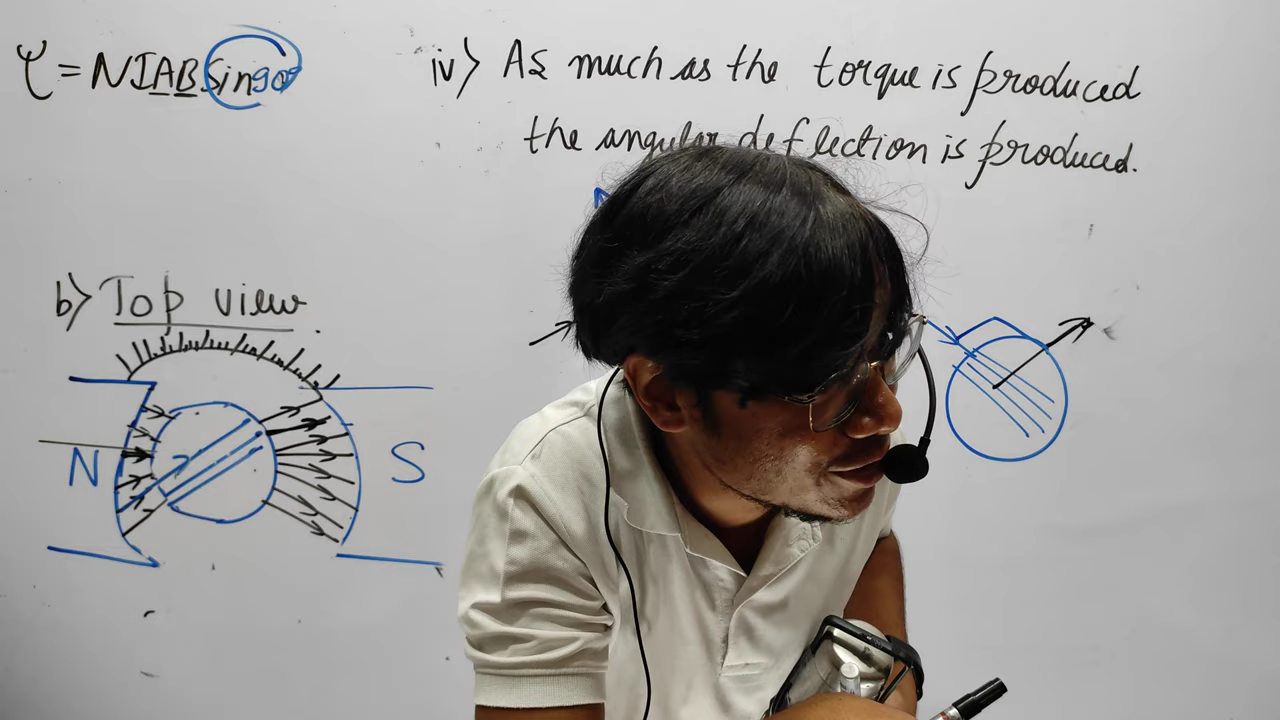 τ = NIABSin90°
iv) As much as the torque is produced
the angular deflection is produced.
b) Top view.
N
S